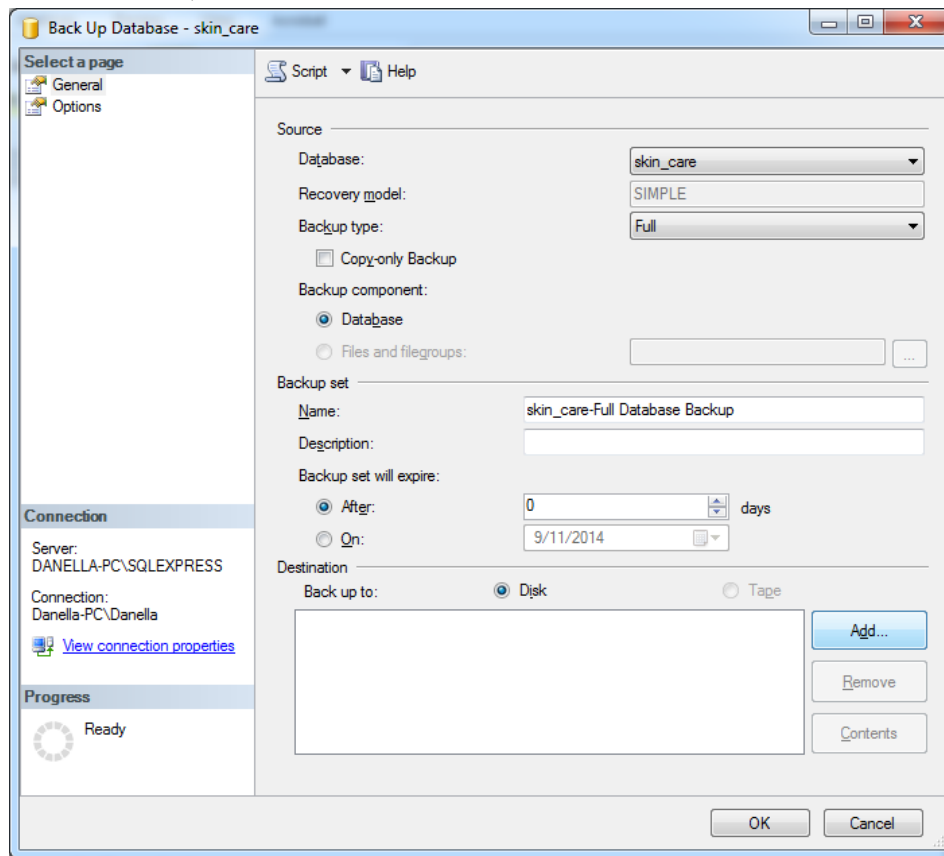 Back Up Database - skin_care
Select a page
General
Options
Script Help
Source
Database: skin_care
Recovery model: SIMPLE
Backup type: Full
Copy-only Backup
Backup component:
Database
Files and filegroups: ...
Backup set
Name: skin_care-Full Database Backup
Description:
Backup set will expire:
After: 0 days
On: 9/11/2014
Destination
Back up to: Disk Tape
Add...
Remove
Contents
Connection
Server:
DANELLA-PC\SQLEXPRESS
Connection:
Danella-PC\Danella
View connection properties
Progress
Ready
OK Cancel